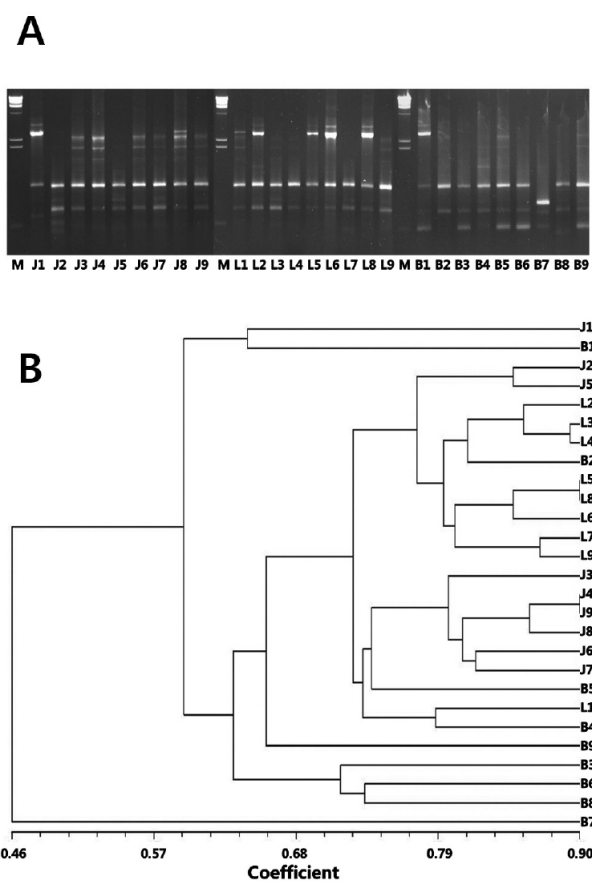 A
M J1 J2 J3 J4 J5 J6 J7 J8 J9 M L1 L2 L3 L4 L5 L6 L7 L8 L9 M B1 B2 B3 B4 B5 B6 B7 B8 B9
B
J1
B1
J2
J5
L2
L3
L4
B2
L5
L8
L6
L7
L9
J3
J4
J9
J8
J6
J7
B5
L1
B4
B9
B3
B6
B8
B7
0.46 0.57 0.68 0.79 0.90
Coefficient